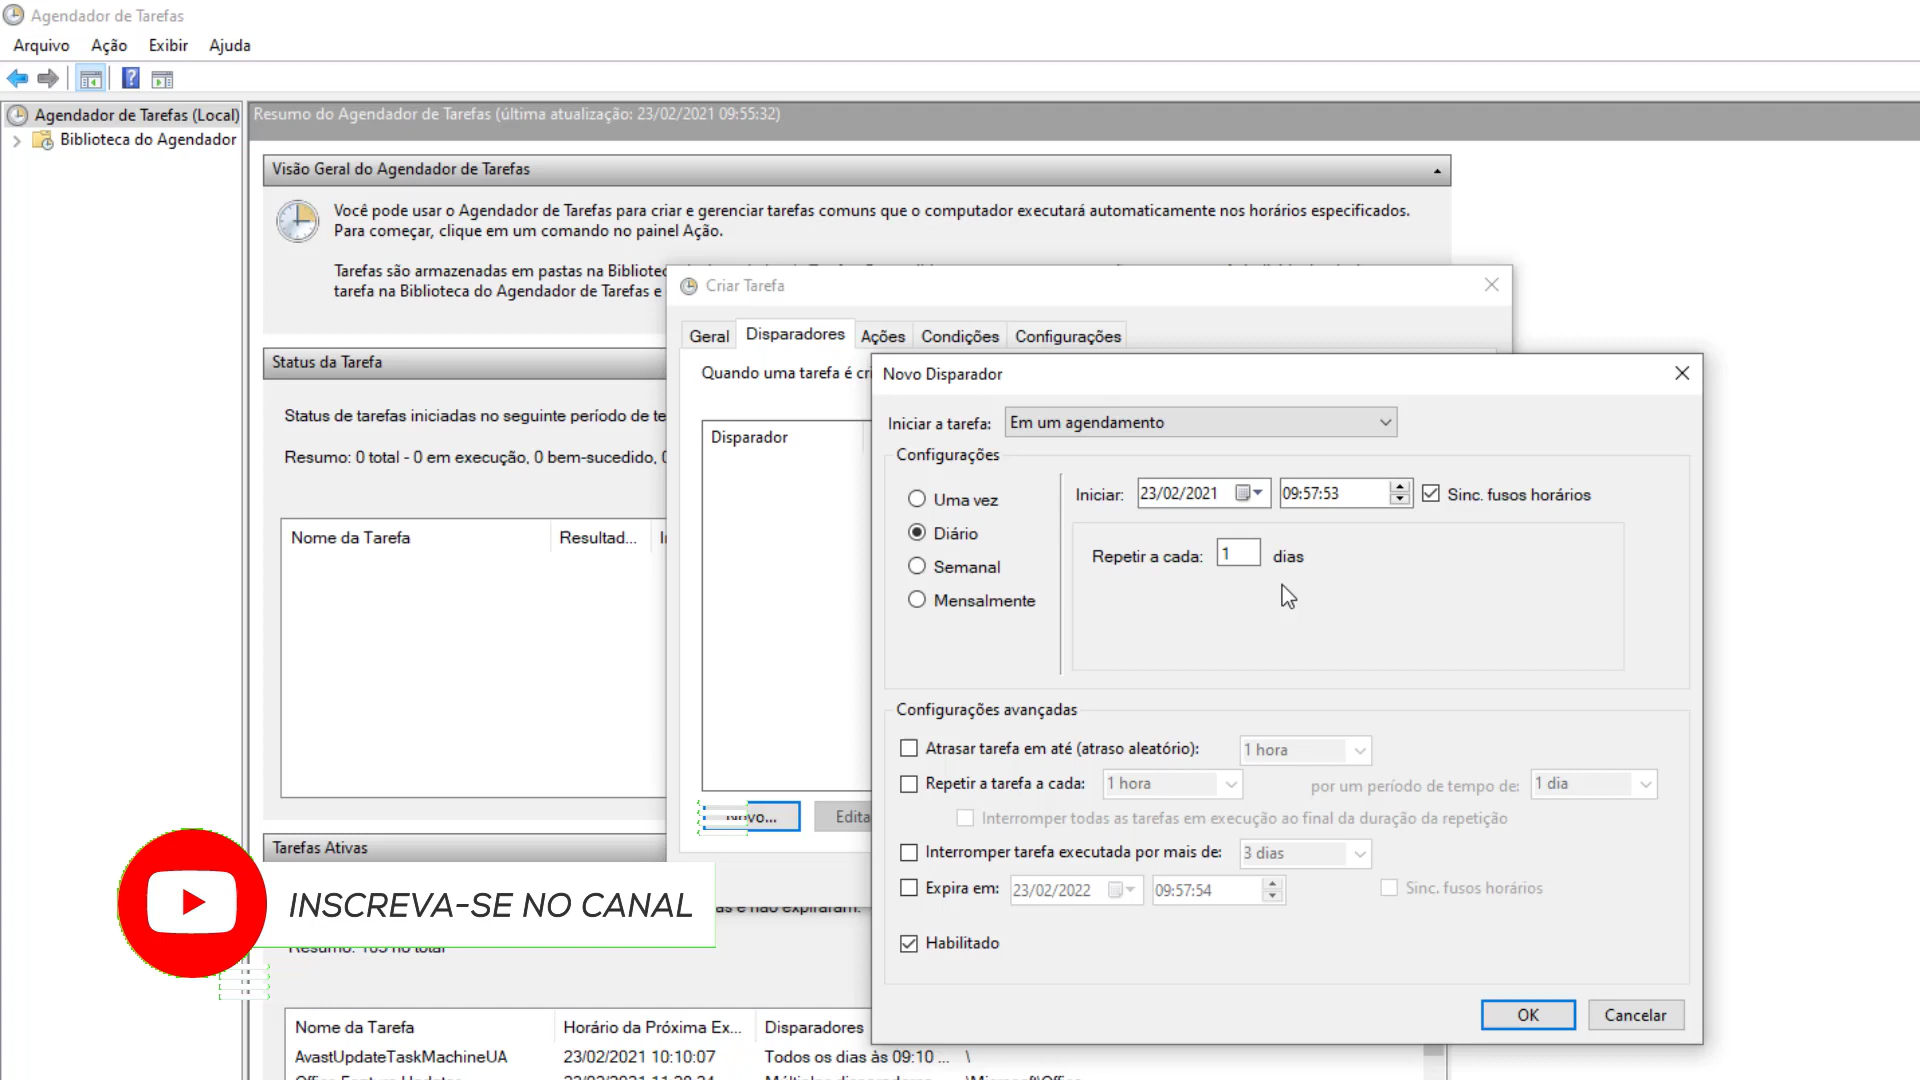 Agendador de Tarefas
Arquivo Ação Exibir Ajuda
Agendador de Tarefas (Local)
Biblioteca do Agendador
Resumo do Agendador de Tarefas (última atualização: 23/02/2021 09:55:32)
Visão Geral do Agendador de Tarefas
Você pode usar o Agendador de Tarefas para criar e gerenciar tarefas comuns que o computador executará automaticamente nos horários especificados.
Para começar, clique em um comando no painel Ação.
Tarefas são armazenadas em pastas na
tarefa na Biblioteca do Agendador de Tarefas e
Status da Tarefa
Status de tarefas iniciadas no seguinte período de
Resumo: 0 total - 0 em execução, 0 bem-sucedido,
Nome da Tarefa Resultad...
Tarefas Ativas
e não expiraram.
INSCREVA-SE NO CANAL
Nome da Tarefa Horário da Próxima Ex... Disparadores
AvastUpdateTaskMachineUA 23/02/2021 10:10:07 Todos os dias às 09:10 ... \
Criar Tarefa
Geral Disparadores Ações Condições Configurações
Quando uma tarefa é
Disparador
Novo...
Novo Disparador
Iniciar a tarefa: Em um agendamento
Configurações
Uma vez
Diário
Semanal
Mensalmente
Iniciar: 23/02/2021 09:57:53 Sinc. fusos horários
Repetir a cada: 1 dias
Configurações avançadas
Atrasar tarefa em até (atraso aleatório): 1 hora
Repetir a tarefa a cada: 1 hora por um período de tempo de: 1 dia
Interromper todas as tarefas em execução ao final da duração da repetição
Interromper tarefa executada por mais de: 3 dias
Expira em: 23/02/2022 09:57:54 Sinc. fusos horários
Habilitado
OK Cancelar